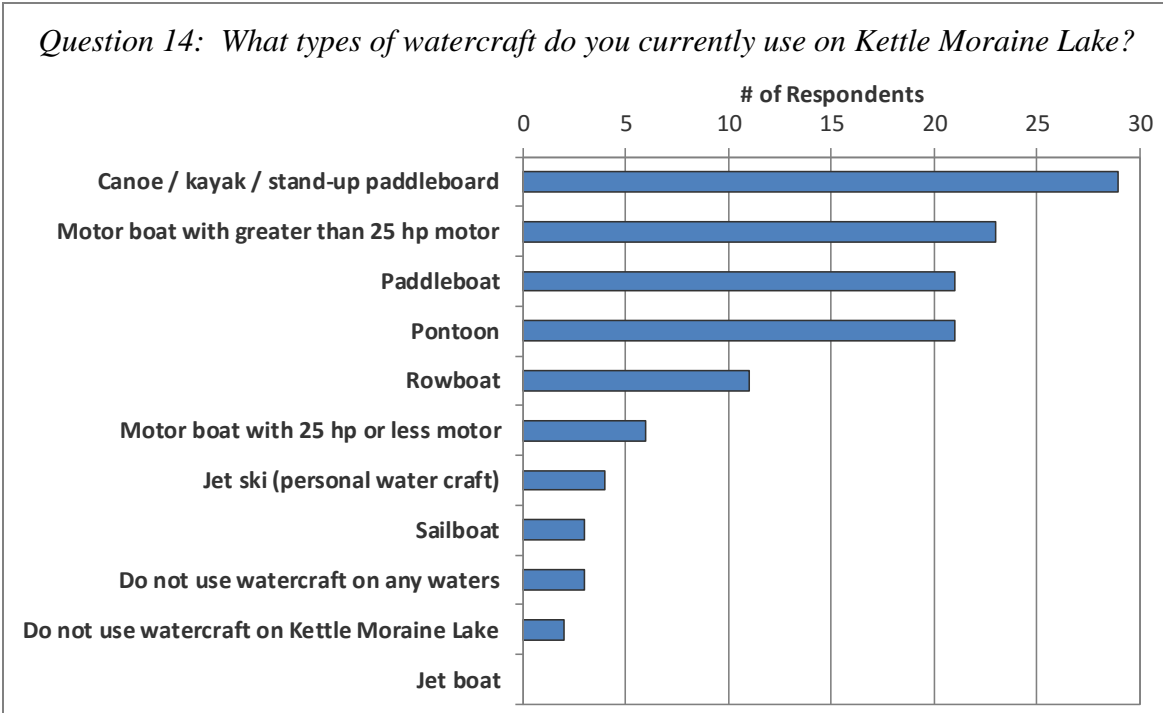 Question 14:  What types of watercraft do you currently use on Kettle Moraine Lake?
# of Respondents
0 5 10 15 20 25 30
Canoe / kayak / stand-up paddleboard
Motor boat with greater than 25 hp motor
Paddleboat
Pontoon
Rowboat
Motor boat with 25 hp or less motor
Jet ski (personal water craft)
Sailboat
Do not use watercraft on any waters
Do not use watercraft on Kettle Moraine Lake
Jet boat